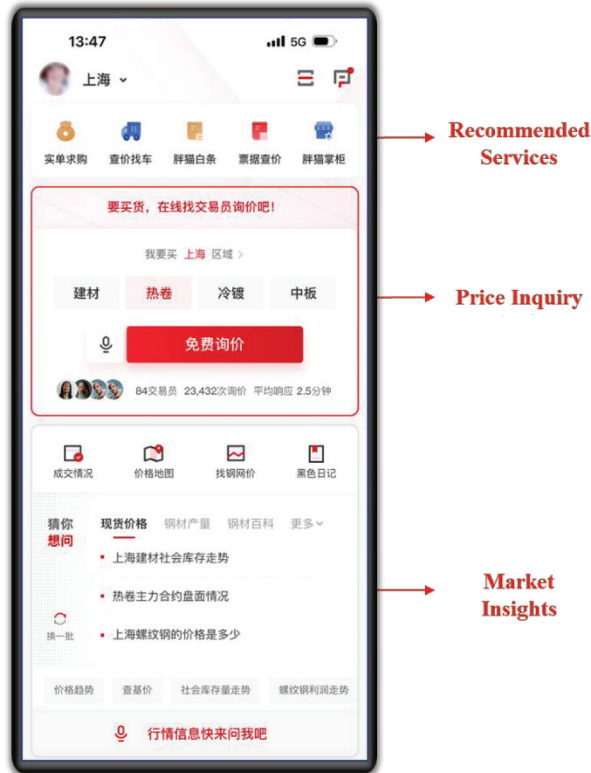 13:47
5G
上海
实单求购 查价找车 胖猫白条 票据查价 胖猫掌柜
Recommended
Services
要买货，在线找交易员询价吧!
我要买 上海 区域
建材 热卷 冷镀 中板
Price Inquiry
免费询价
84交易员 23,432次询价 平均响应 2.5分钟
成交情况 价格地图 找钢网价 黑色日记
猜你
想问
现货价格 钢材产量 钢材百科 更多
上海建材社会库存走势
热卷主力合约盘面情况
Market
Insights
换一批
上海螺纹钢的价格是多少
价格趋势 查基价 社会库存量走势 螺纹钢利润走势
行情信息快来问我吧